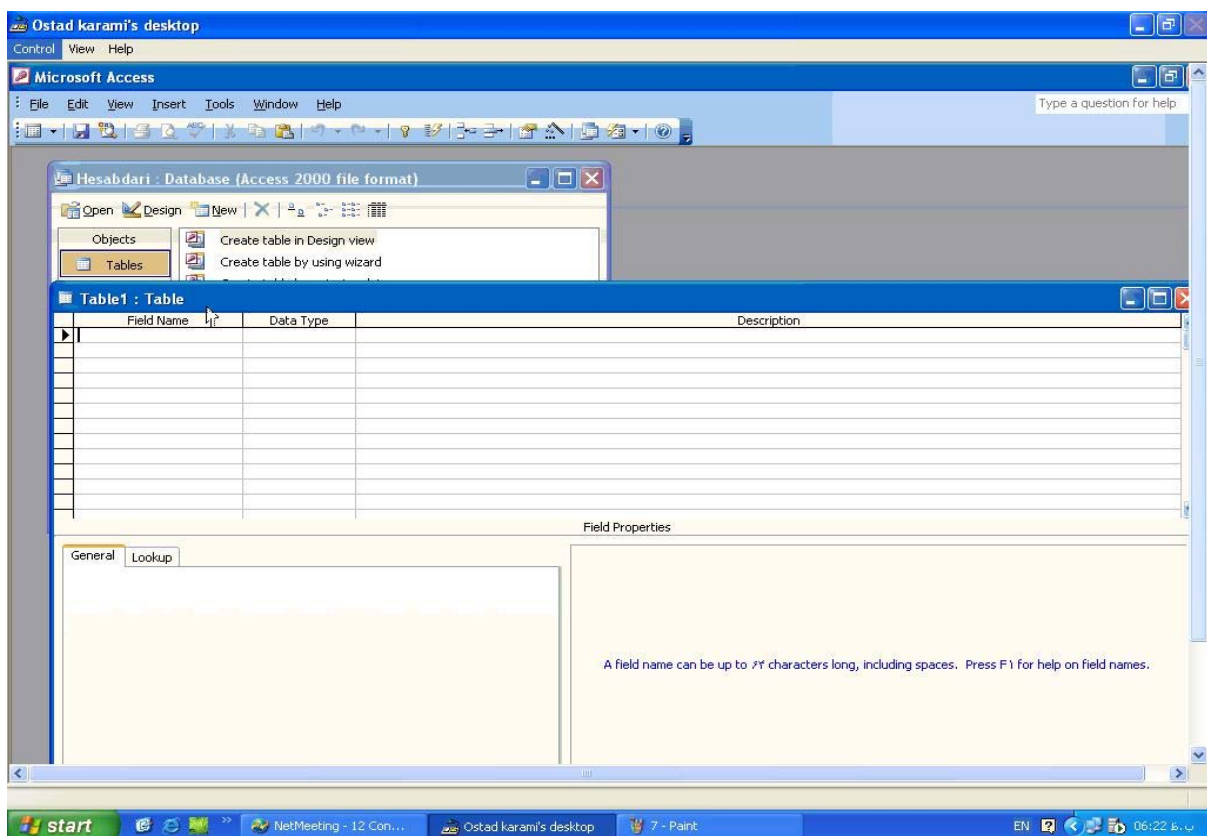 Ostad karami's desktop
Control View Help
Microsoft Access
File Edit View Insert Tools Window Help Type a question for help
Hesabdari : Database (Access 2000 file format)
Open Design New
Objects Create table in Design view
Tables Create table by using wizard
Table1 : Table
Field Name Data Type Description
Field Properties
General Lookup
A field name can be up to ۶۴ characters long, including spaces. Press F۱ for help on field names.
start NetMeeting - 12 Con... Ostad karami's desktop 7 - Paint EN 06:22 ب.ظ